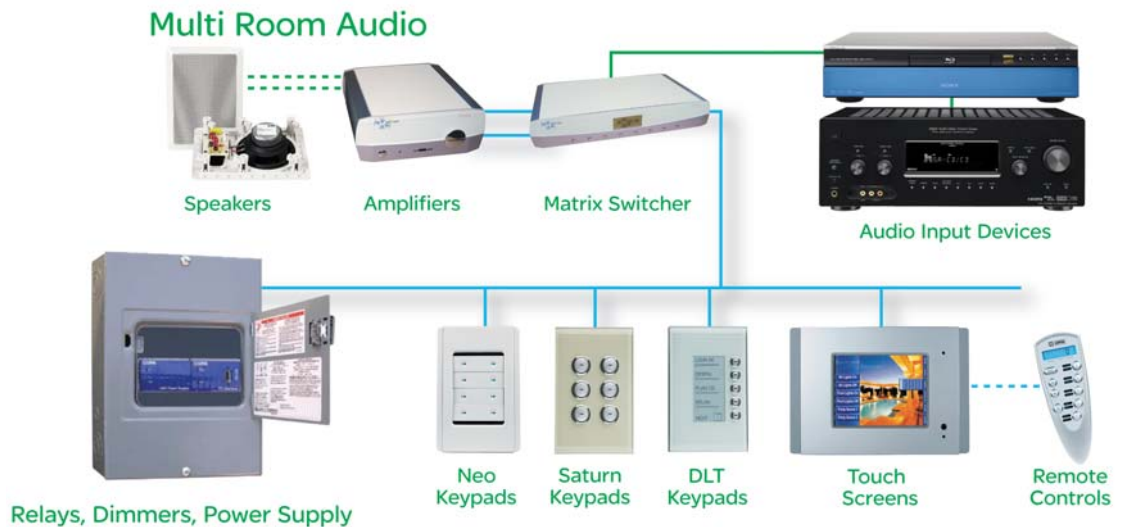 Multi Room Audio
Speakers
Amplifiers
Matrix Switcher
SONY
Audio Input Devices
Neo
Keypads
Saturn
Keypads
DLT
Keypads
Touch
Screens
Remote
Controls
Relays, Dimmers, Power Supply